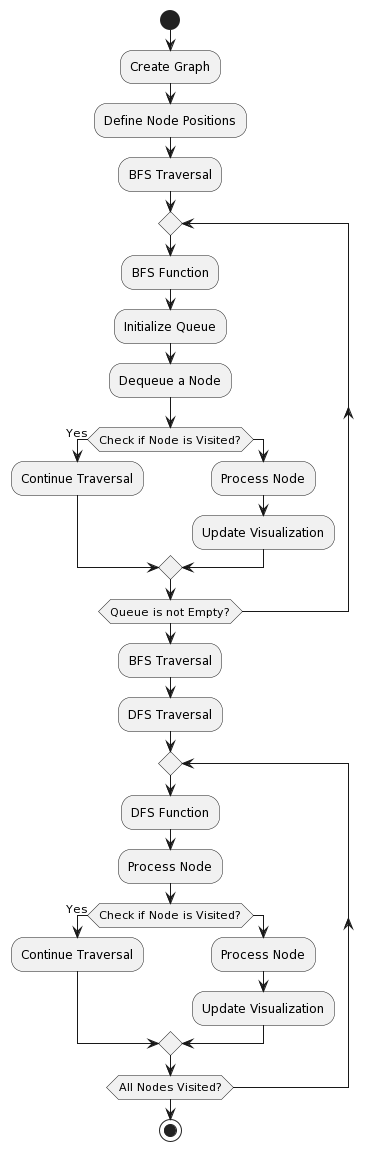 Create Graph
Define Node Positions
BFS Traversal
BFS Function
Initialize Queue
Dequeue a Node
Yes
Check if Node is Visited?
Continue Traversal
Process Node
Update Visualization
Queue is not Empty?
BFS Traversal
DFS Traversal
DFS Function
Process Node
Yes
Check if Node is Visited?
Continue Traversal
Process Node
Update Visualization
All Nodes Visited?